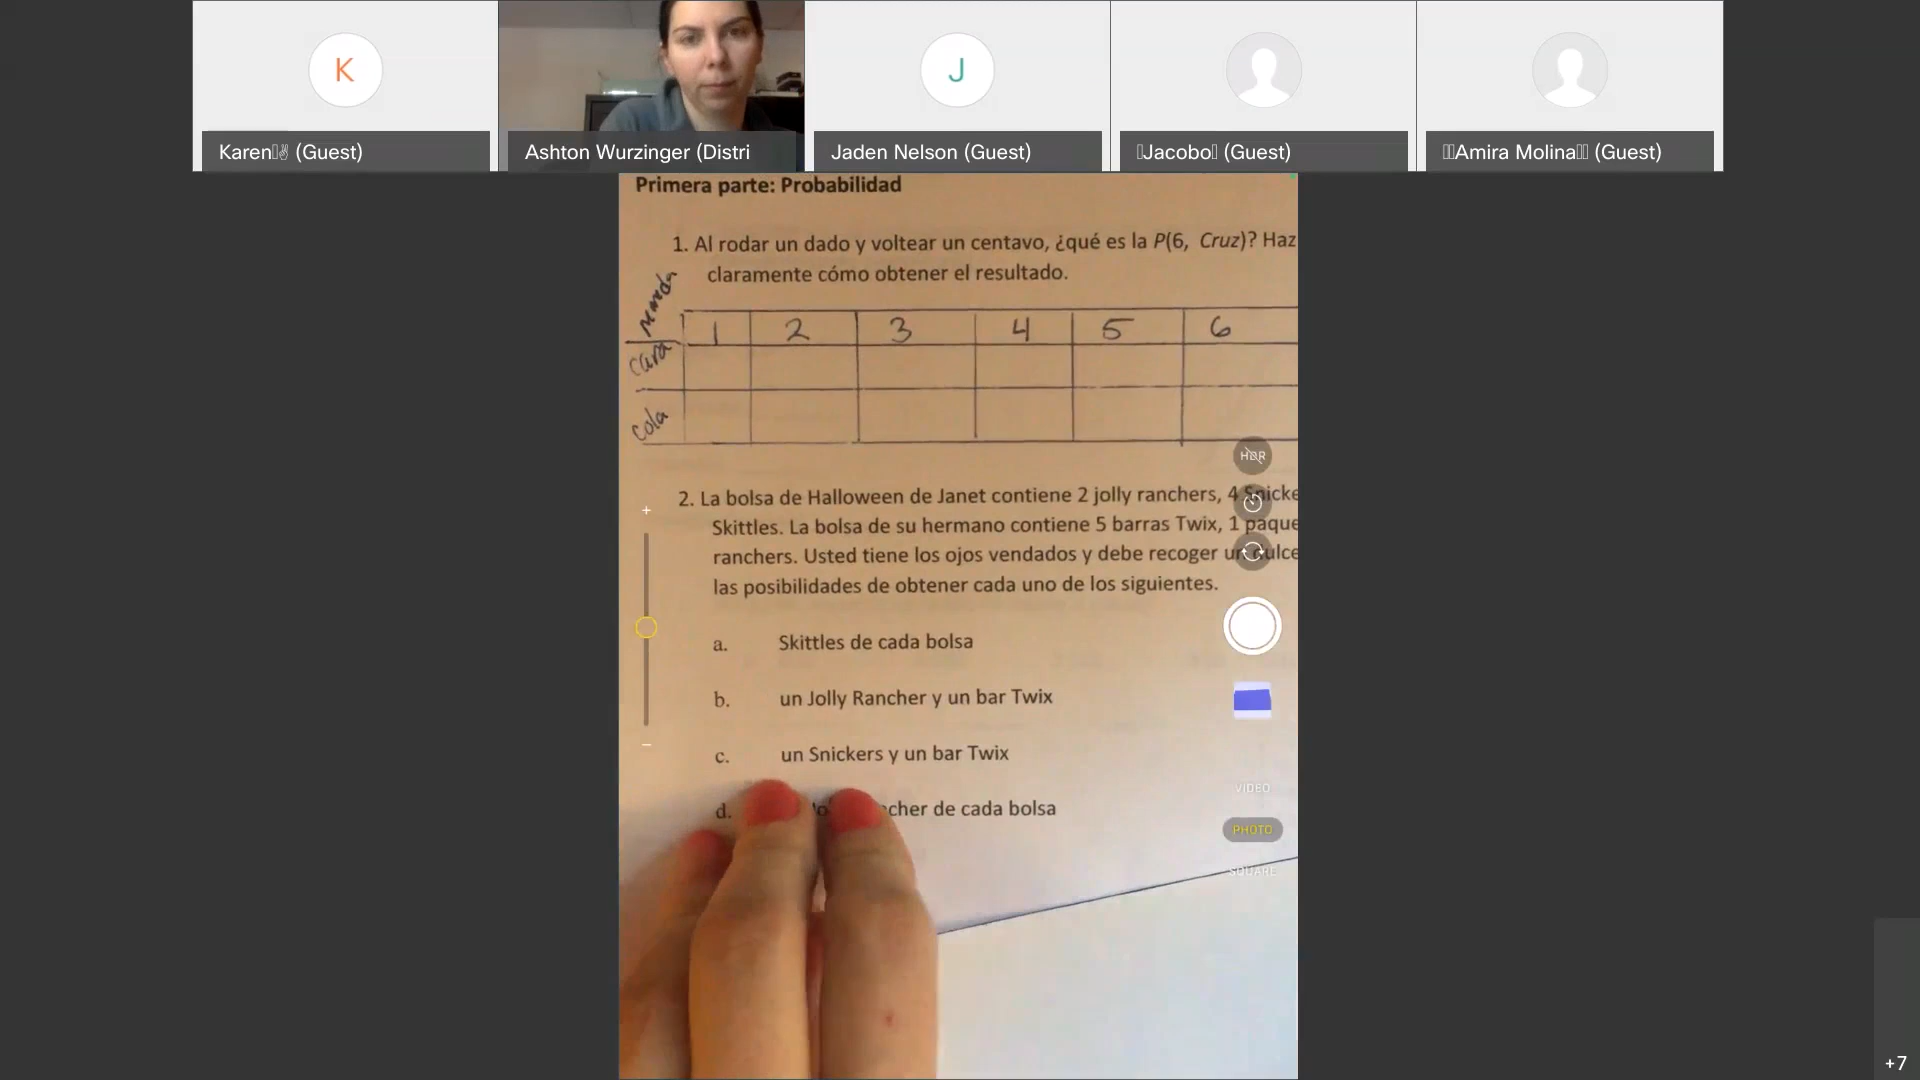 K
J
Karen (Guest)
Ashton Wurzinger (Distri
Jaden Nelson (Guest)
Jacobo (Guest)
Amira Molina (Guest)
Primera parte: Probabilidad
1. Al rodar un dado y voltear un centavo, ¿qué es la P(6, Cruz)? Haz
claramente cómo obtener el resultado.
moneda
1 2 3 4 5 6
cara
cola
HDR
2. La bolsa de Halloween de Janet contiene 2 jolly ranchers, 4 Snicke
Skittles. La bolsa de su hermano contiene 5 barras Twix, 1 paque
ranchers. Usted tiene los ojos vendados y debe recoger un dulce
las posibilidades de obtener cada uno de los siguientes.
a. Skittles de cada bolsa
b. un Jolly Rancher y un bar Twix
c. un Snickers y un bar Twix
d. cher de cada bolsa
VIDEO
PHOTO
SQUARE
+7